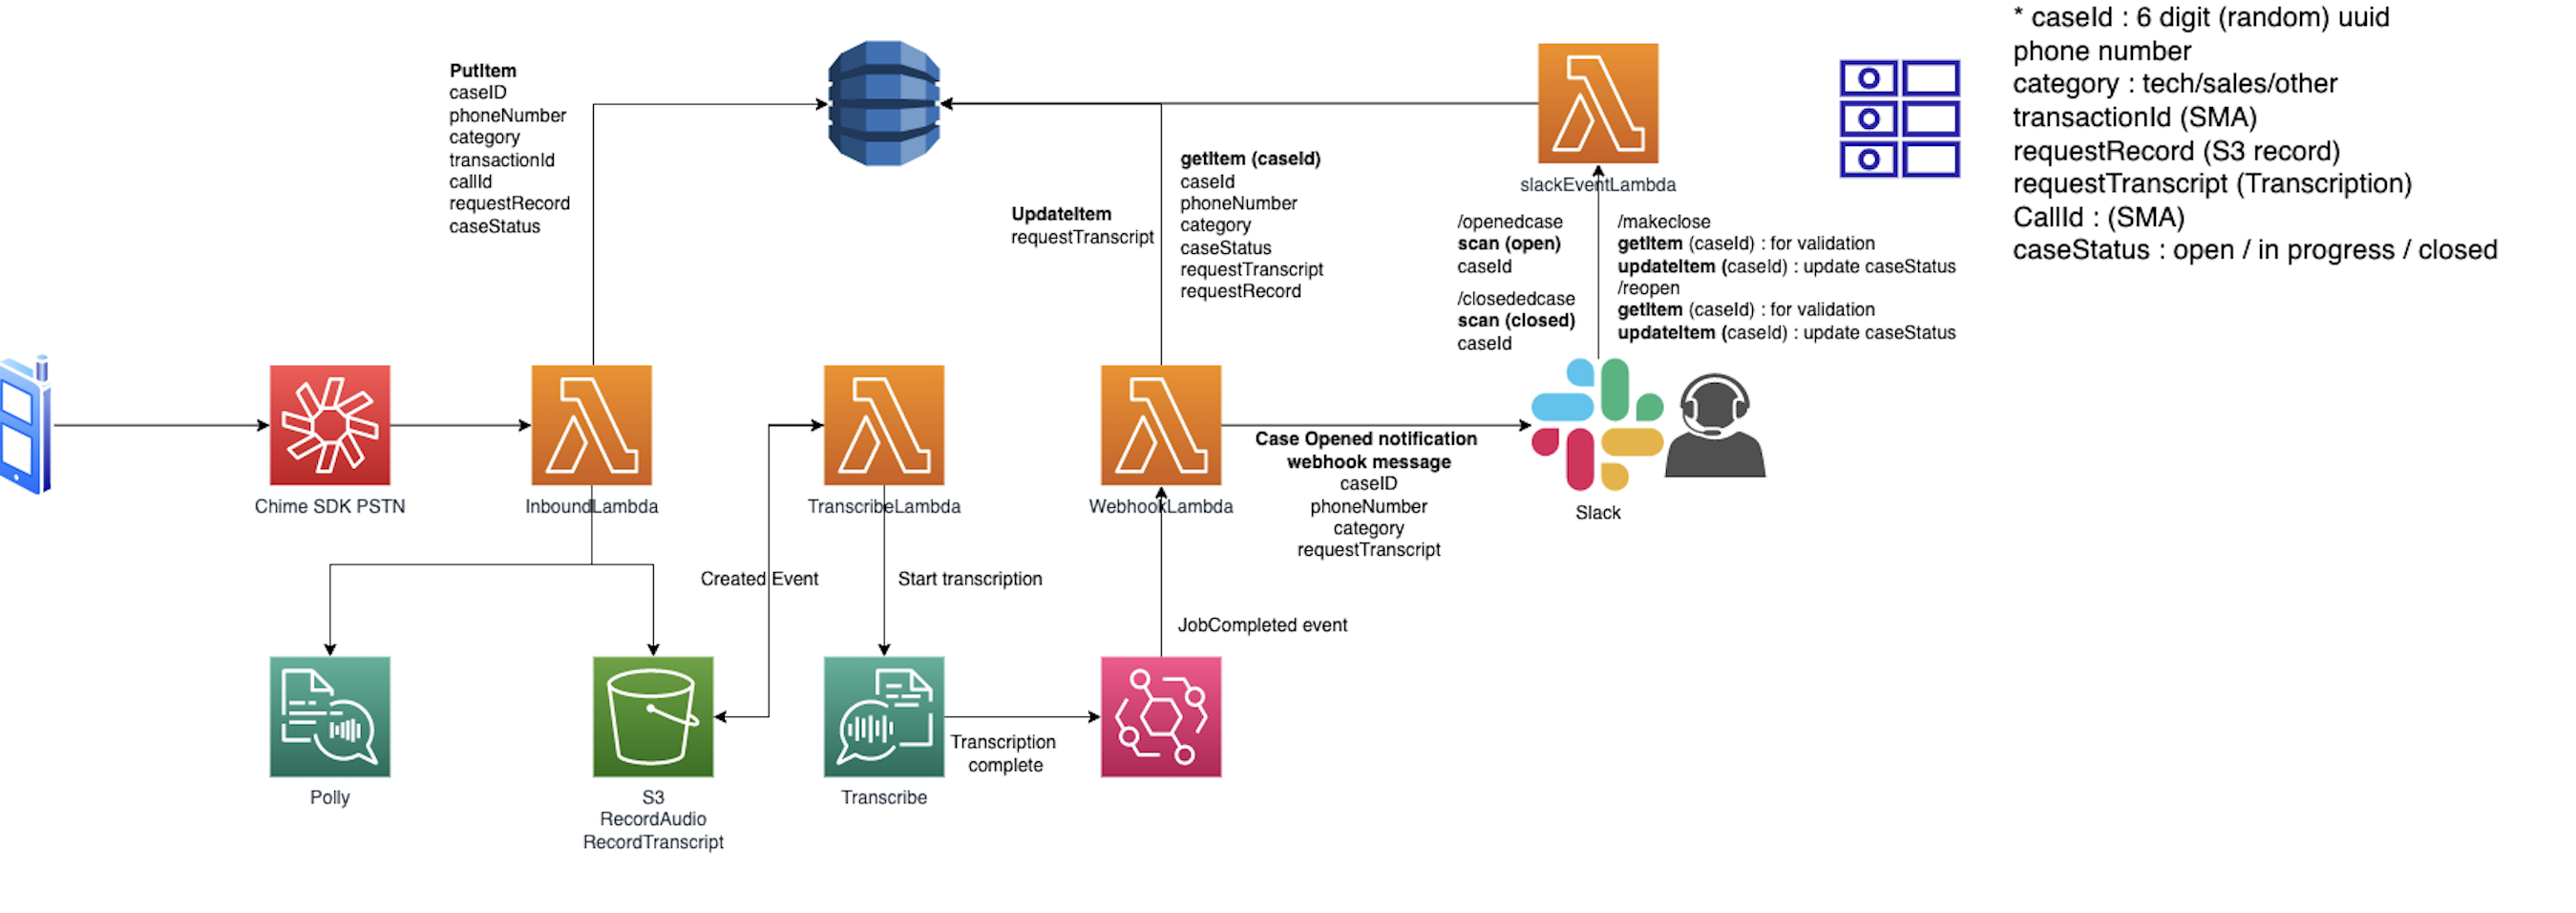 * caseId : 6 digit (random) uuid
phone number
category : tech/sales/other
transactionId (SMA)
requestRecord (S3 record)
requestTranscript (Transcription)
CallId : (SMA)
caseStatus : open / in progress / closed
PutItem
caseID
phoneNumber
category
transactionId
callId
requestRecord
caseStatus
UpdateItem
requestTranscript
getItem (caseId)
caseId
phoneNumber
category
caseStatus
requestTranscript
requestRecord
slackEventLambda
/openedcase
scan (open)
caseId
/closededcase
scan (closed)
caseId
/makeclose
getItem (caseId) : for validation
updateItem (caseId) : update caseStatus
/reopen
getItem (caseId) : for validation
updateItem (caseId) : update caseStatus
Chime SDK PSTN
InboundLambda
TranscribeLambda
WebhookLambda
Case Opened notification
webhook message
caseID
phoneNumber
category
requestTranscript
Slack
Created Event
Start transcription
JobCompleted event
Transcription
complete
Polly
S3
RecordAudio
RecordTranscript
Transcribe